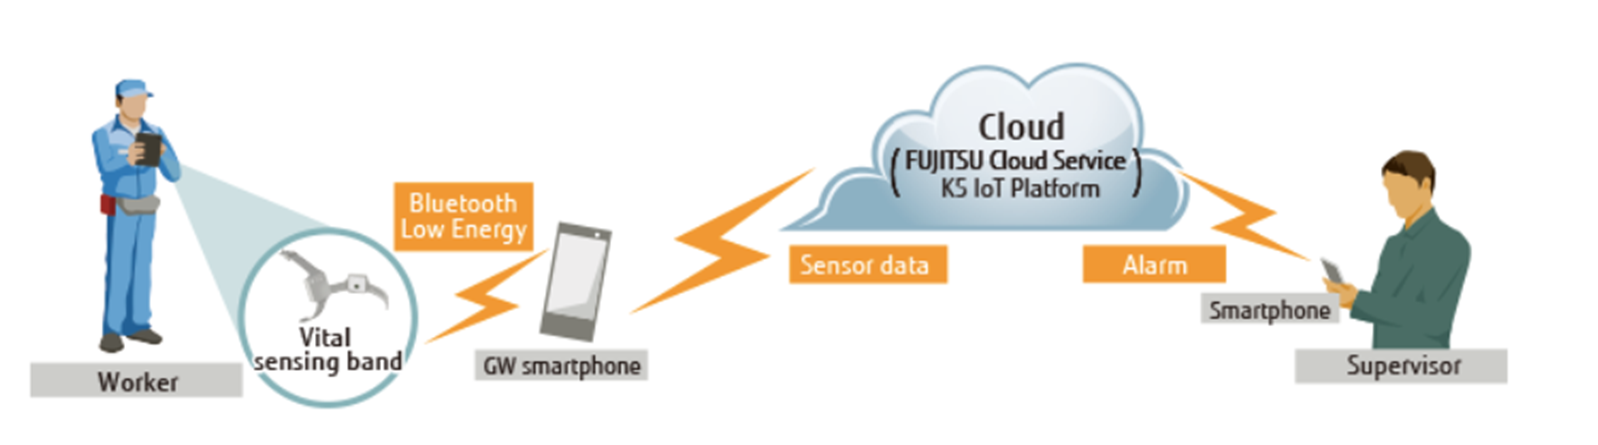 Worker
Vital
sensing band
Bluetooth
Low Energy
GW smartphone
Cloud
(FUJITSU Cloud Service
K5 IoT Platform)
Sensor data
Alarm
Smartphone
Supervisor